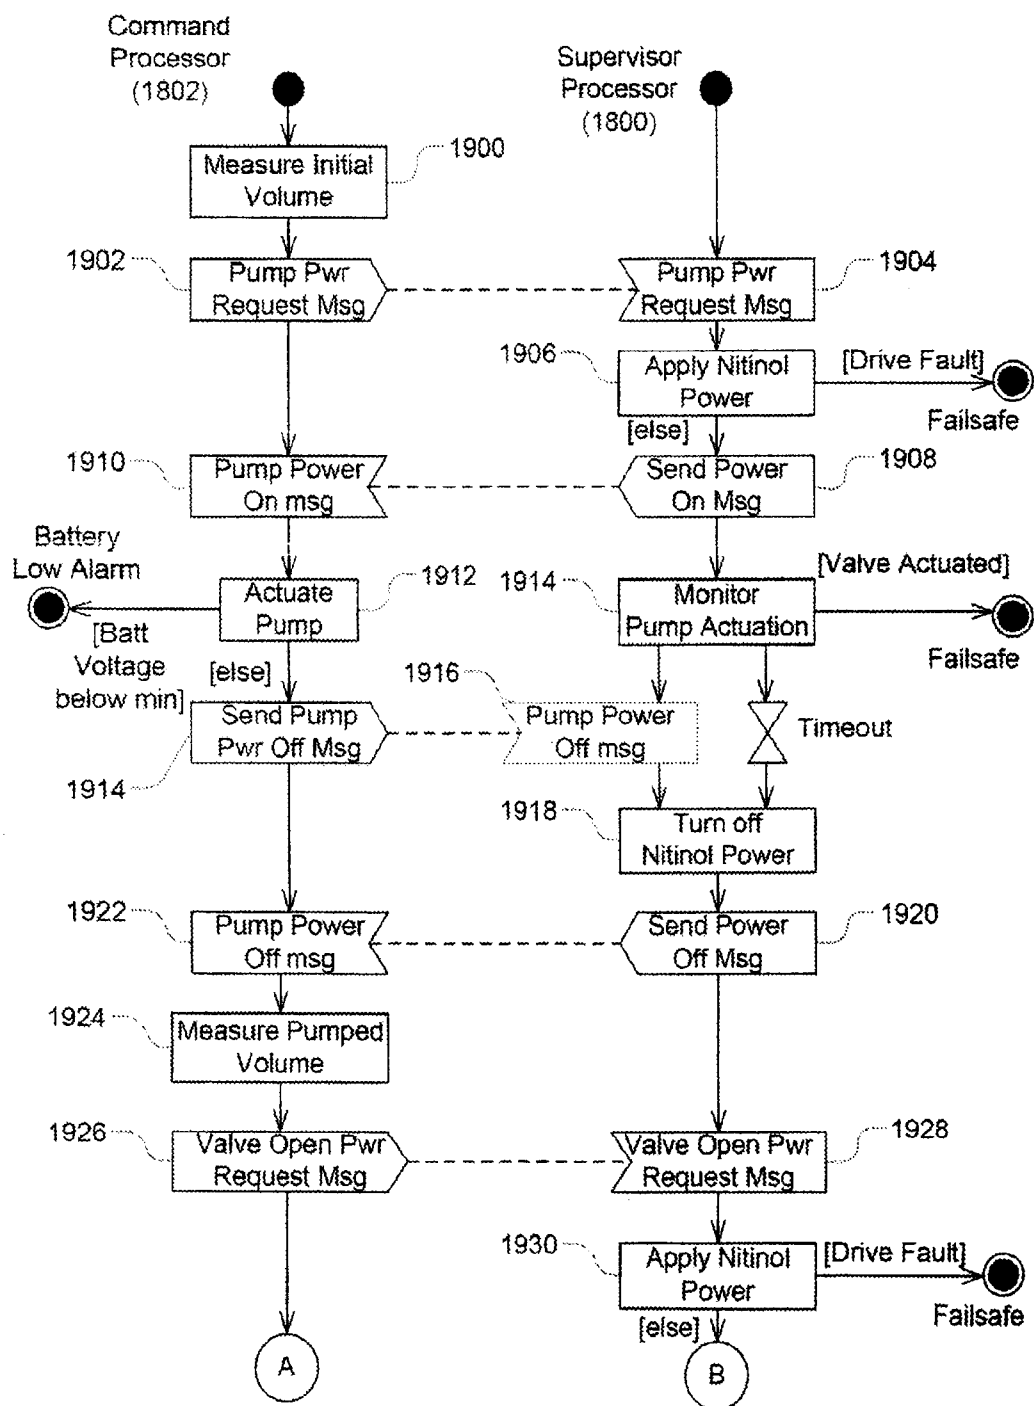 Command
Processor
(1802)
Supervisor
Processor
(1800)
Measure Initial
Volume
1900
1902
Pump Pwr
Request Msg
Pump Pwr
Request Msg
1904
1906
Apply Nitinol
Power
[Drive Fault]
Failsafe
[else]
1910
Pump Power
On msg
Send Power
On Msg
1908
Battery
Low Alarm
Actuate
Pump
1912
1914
Monitor
Pump Actuation
[Valve Actuated]
Failsafe
[Batt
Voltage
below min]
[else]
1916
Send Pump
Pwr Off Msg
1914
Pump Power
Off msg
Timeout
1918
Turn off
Nitinol Power
1922
Pump Power
Off msg
Send Power
Off Msg
1920
1924
Measure Pumped
Volume
1926
Valve Open Pwr
Request Msg
Valve Open Pwr
Request Msg
1928
1930
Apply Nitinol
Power
[Drive Fault]
Failsafe
[else]
A
B